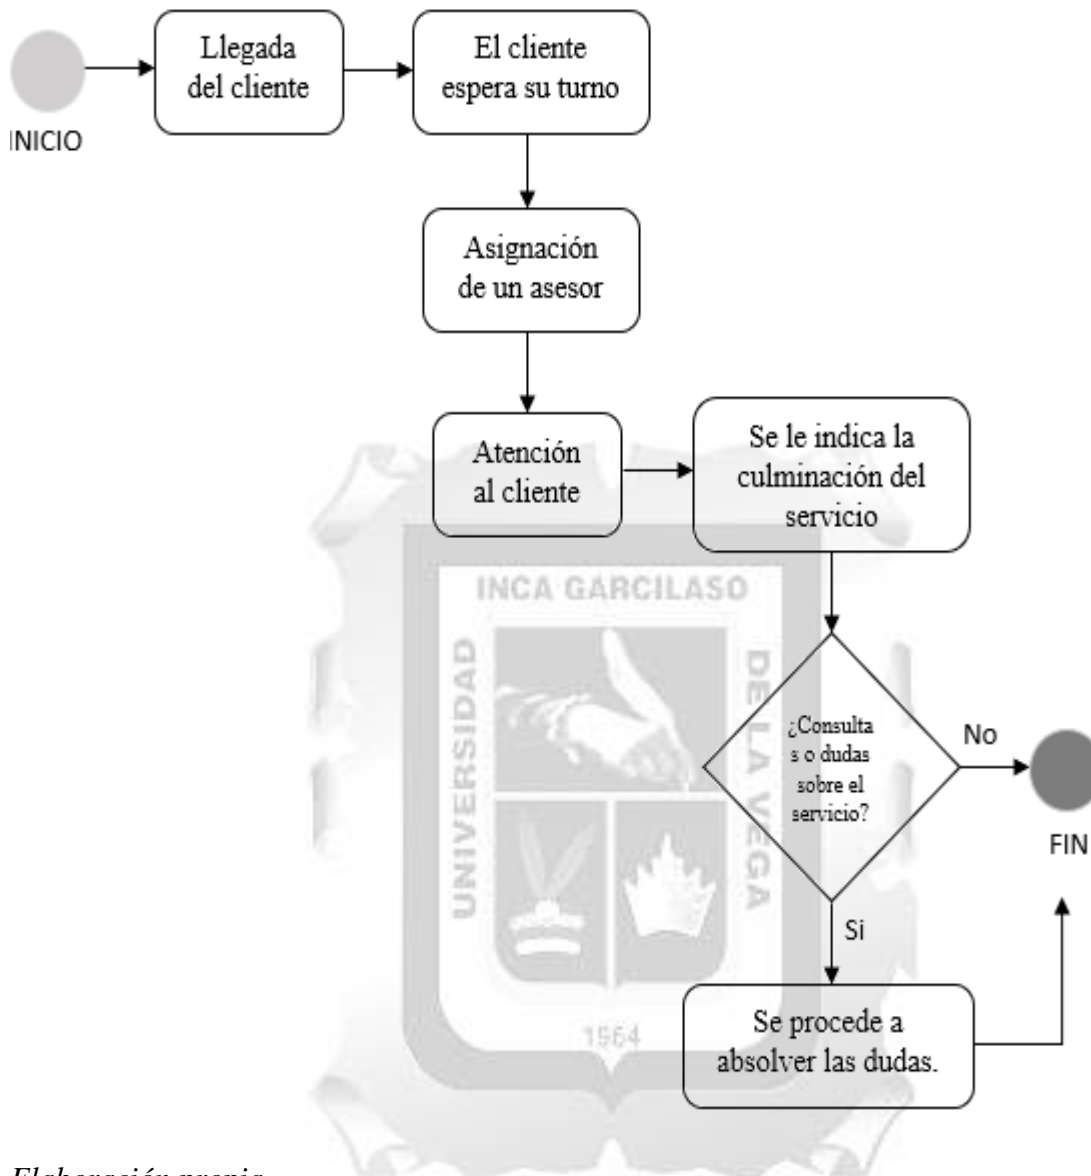 Llegada
del cliente
El cliente
espera su turno
INICIO
Asignación
de un asesor
Atención
al cliente
Se le indica la
culminación del
servicio
INCA GARCILASO
UNIVERSIDAD
DE LA VEGA
¿Consulta
s o dudas
sobre el
servicio?
No
FIN
Si
1964
Se procede a
absolver las dudas.
Elaboración propia